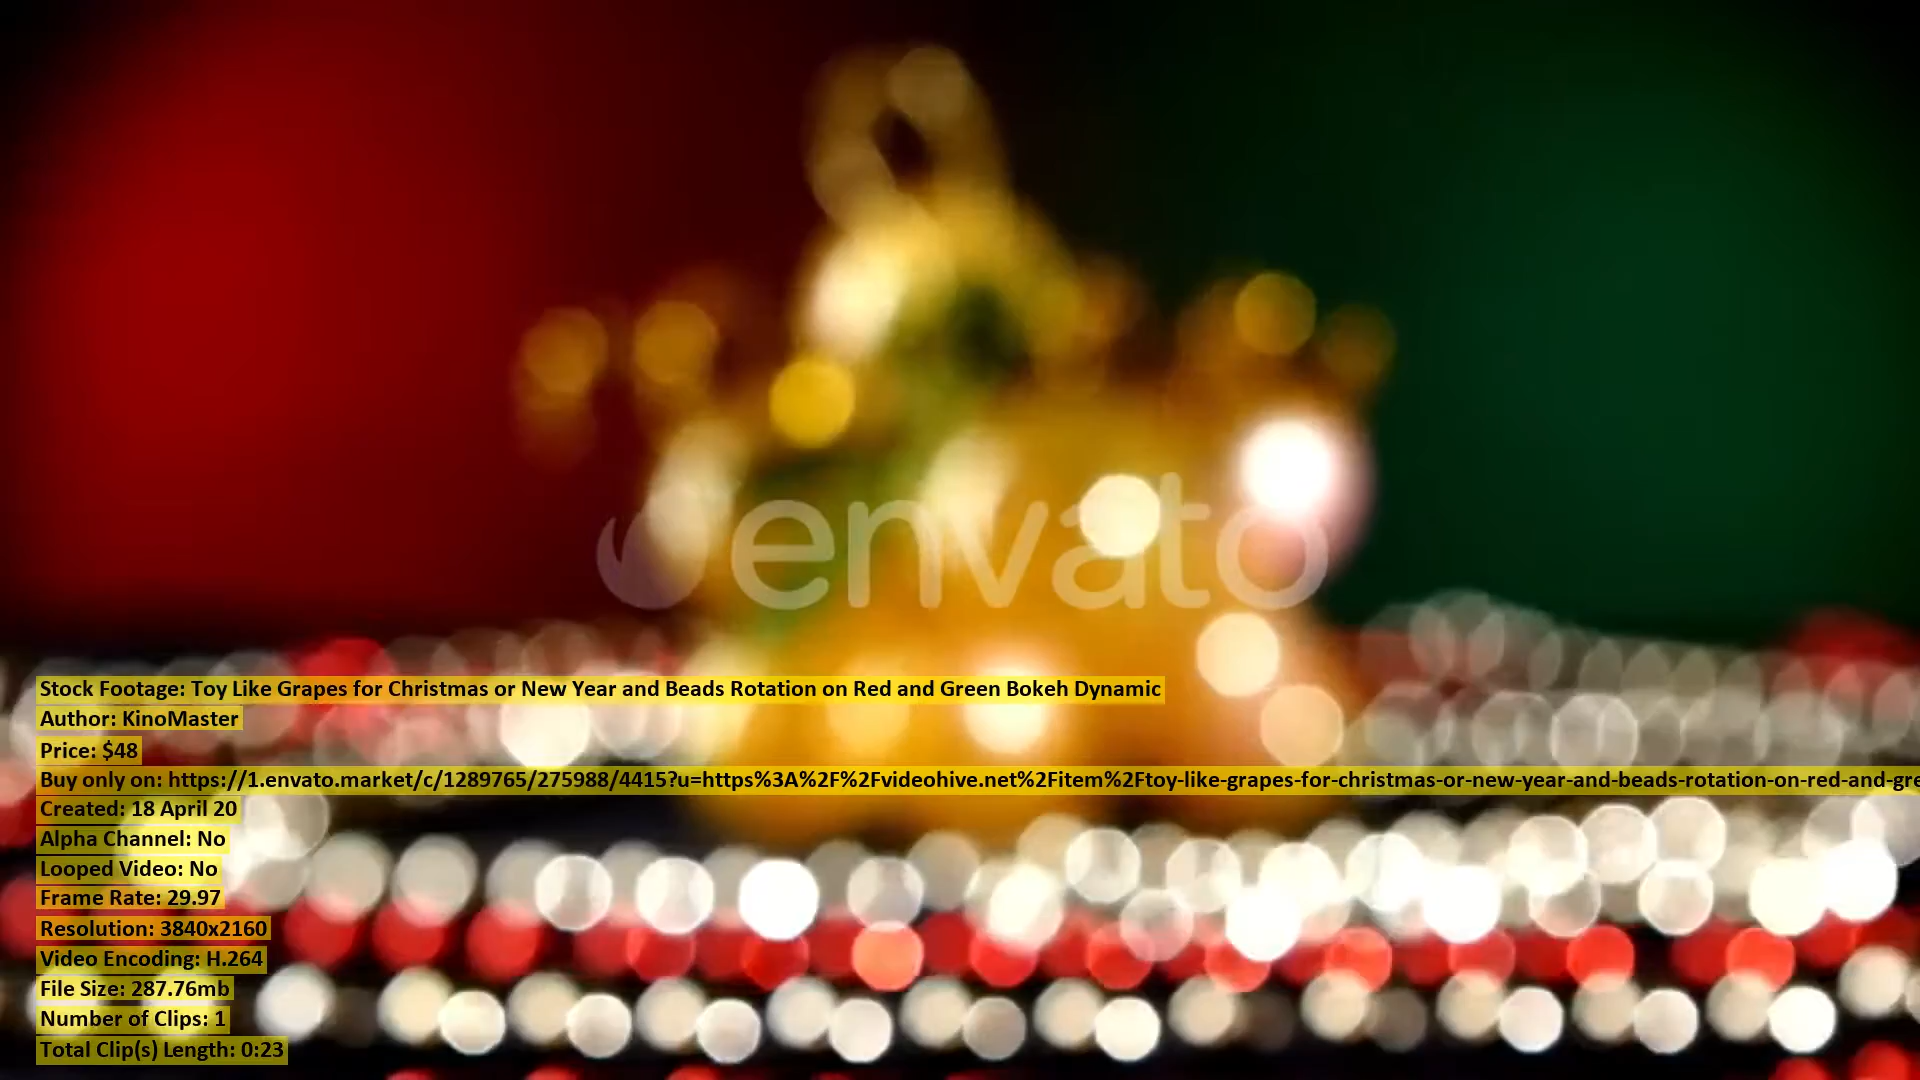 envato
Stock Footage: Toy Like Grapes for Christmas or New Year and Beads Rotation on Red and Green Bokeh Dynamic
Author: KinoMaster
Price: $48
Buy only on: https://1.envato.market/c/1289765/275988/4415?u=https%3A%2F%2Fvideohive.net%2Fitem%2Ftoy-like-grapes-for-christmas-or-new-year-and-beads-rotation-on-red-and-gre
Created: 18 April 20
Alpha Channel: No
Looped Video: No
Frame Rate: 29.97
Resolution: 3840x2160
Video Encoding: H.264
File Size: 287.76mb
Number of Clips: 1
Total Clip(s) Length: 0:23